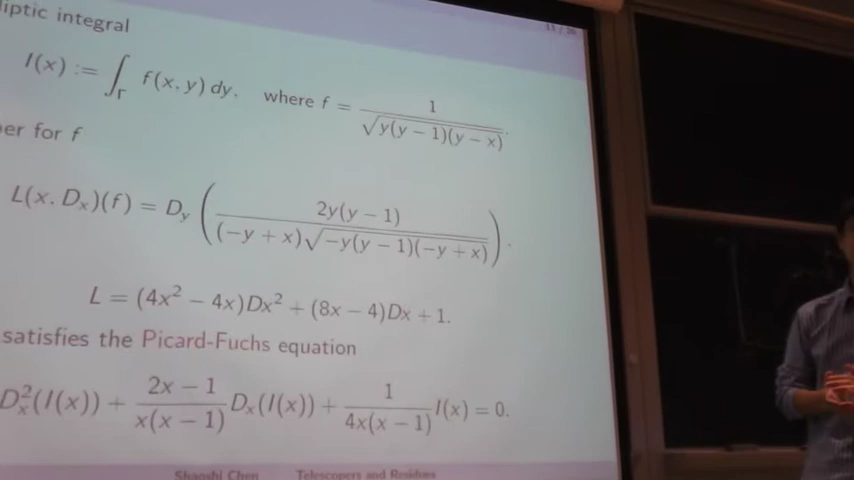 liptic integral
I(x) := ∫_Γ f(x, y) dy, where f = 1 / √(y(y − 1)(y − x)).
er for f
L(x, D_x)(f) = D_y ( 2y(y − 1) / ((−y + x)√(−y(y − 1)(−y + x))) ).
L = (4x² − 4x)Dx² + (8x − 4)Dx + 1.
satisfies the Picard-Fuchs equation
D_x²(I(x)) + (2x − 1)/(x(x − 1)) D_x(I(x)) + 1/(4x(x − 1)) I(x) = 0.
Shaoshi Chen Telescopers and Residues